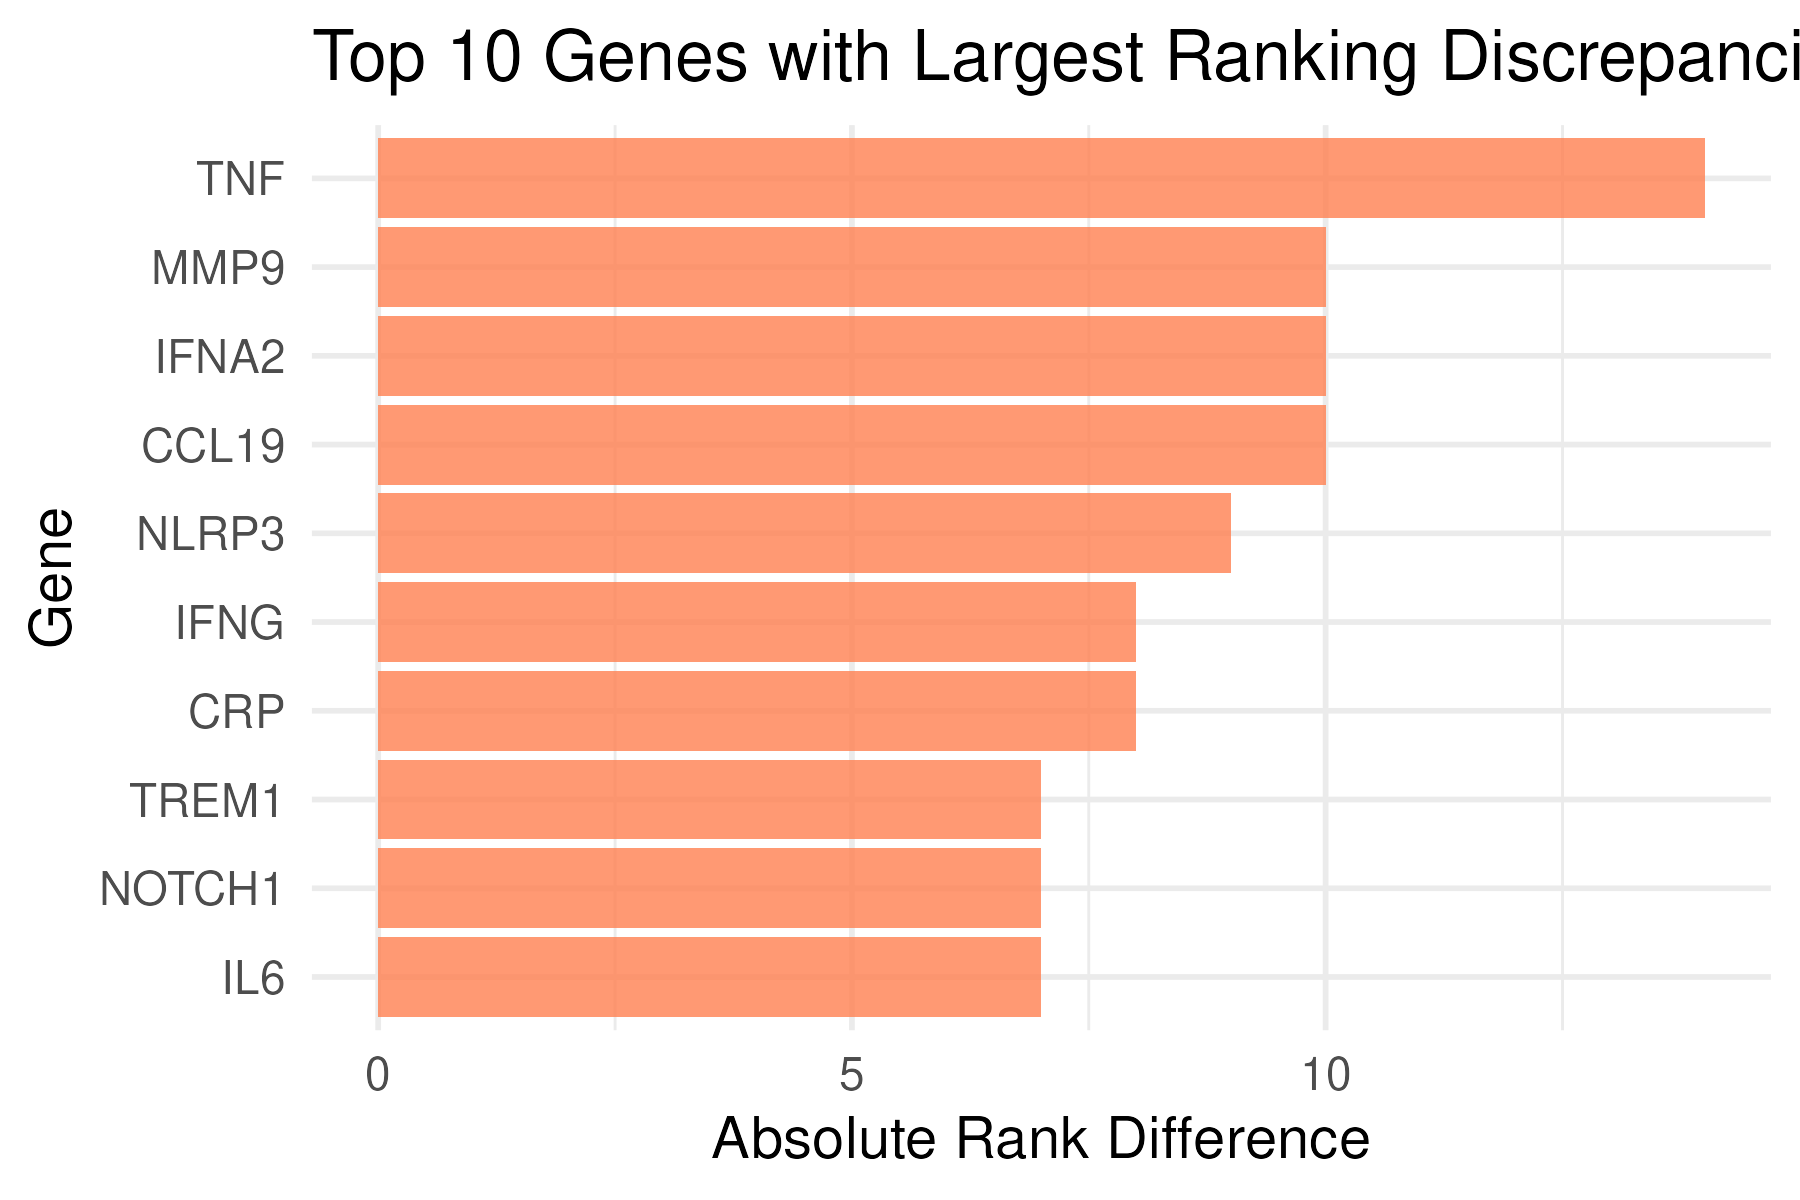 Top 10 Genes with Largest Ranking Discrepanci
TNF
MMP9
IFNA2
CCL19
NLRP3
IFNG
CRP
TREM1
NOTCH1
IL6
Gene
0 5 10
Absolute Rank Difference